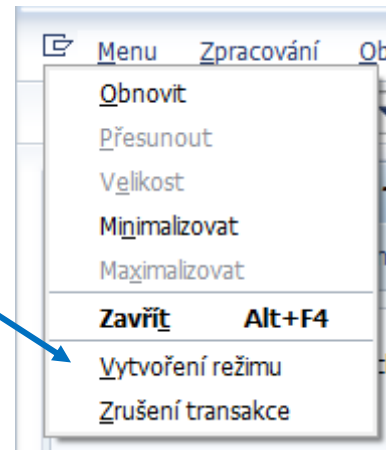 Menu Zpracování Ob
Obnovit
Přesunout
Velikost
Minimalizovat
Maximalizovat
Zavřít Alt+F4
Vytvoření režimu
Zrušení transakce